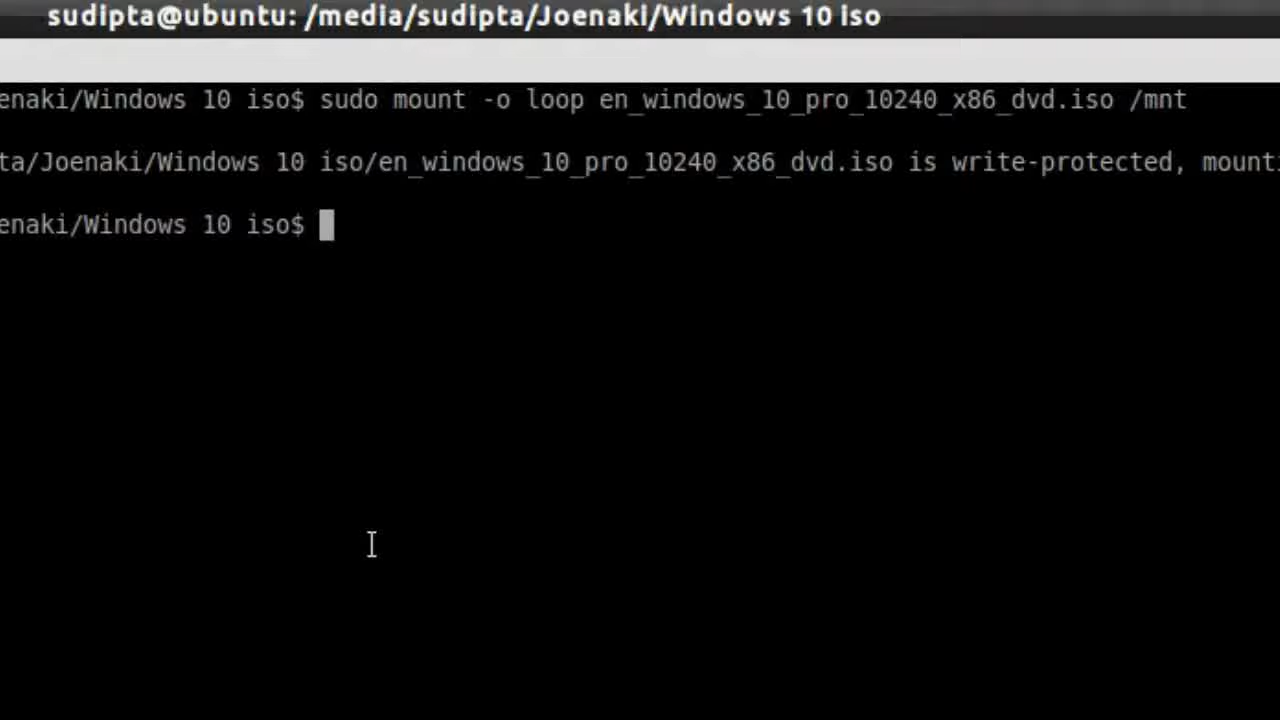 sudipta@ubuntu: /media/sudipta/Joenaki/Windows 10 iso
enaki/Windows 10 iso$ sudo mount -o loop en_windows_10_pro_10240_x86_dvd.iso /mnt
ta/Joenaki/Windows 10 iso/en_windows_10_pro_10240_x86_dvd.iso is write-protected, mount
enaki/Windows 10 iso$